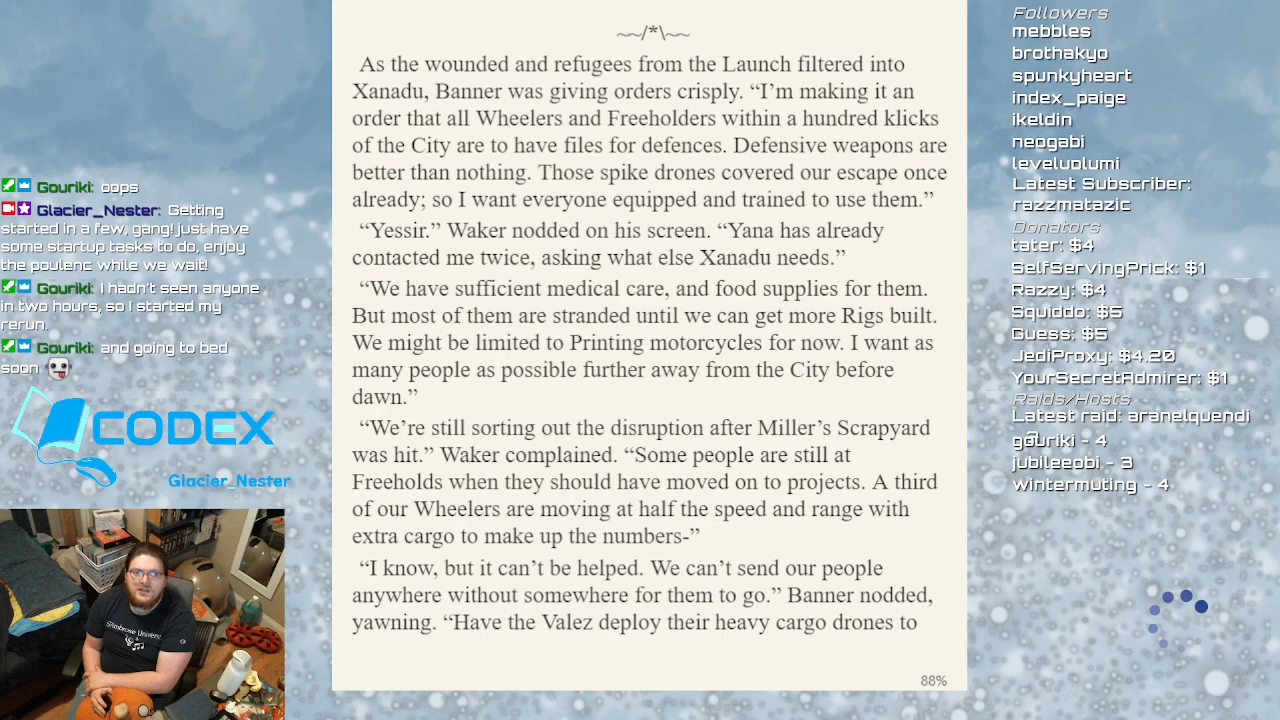 ~~/*\~~
As the wounded and refugees from the Launch filtered into
Xanadu, Banner was giving orders crisply. “I’m making it an
order that all Wheelers and Freeholders within a hundred klicks
of the City are to have files for defences. Defensive weapons are
better than nothing. Those spike drones covered our escape once
already; so I want everyone equipped and trained to use them.”
“Yessir.” Waker nodded on his screen. “Yana has already
contacted me twice, asking what else Xanadu needs.”
“We have sufficient medical care, and food supplies for them.
But most of them are stranded until we can get more Rigs built.
We might be limited to Printing motorcycles for now. I want as
many people as possible further away from the City before
dawn.”
“We’re still sorting out the disruption after Miller’s Scrapyard
was hit.” Waker complained. “Some people are still at
Freeholds when they should have moved on to projects. A third
of our Wheelers are moving at half the speed and range with
extra cargo to make up the numbers-”
“I know, but it can’t be helped. We can’t send our people
anywhere without somewhere for them to go.” Banner nodded,
yawning. “Have the Valez deploy their heavy cargo drones to
88%
Gouriki: oops
Glacier_Nester: Getting
started in a few, gang! just have
some startup tasks to do, enjoy
the poulenc while we wait!
Gouriki: I hadn't seen anyone
in two hours, so I started my
rerun.
Gouriki: and going to bed
soon
CODEX
Glacier_Nester
Followers
mebbles
brothakyo
spunkyheart
index_paige
ikeldin
neogabi
leveluolumi
Latest Subscriber:
razzmatazic
Donators
tater: $4
SelfServingPrick: $1
Razzy: $4
Squiddo: $5
Guess: $5
JediProxy: $4.20
YourSecretAdmirer: $1
Raids/Hosts
Latest raid: aranelquendi
gouriki - 4
jubileepbi - 3
wintermuting - 4